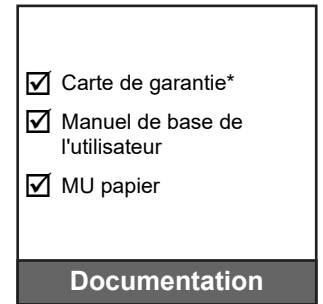 Carte de garantie*
Manuel de base de
l'utilisateur
MU papier
Documentation